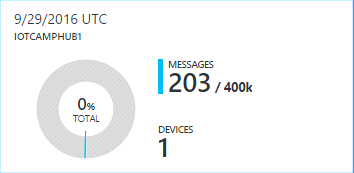 9/29/2016 UTC
IOTCAMPHUB1
0%
TOTAL
MESSAGES
203 / 400k
DEVICES
1